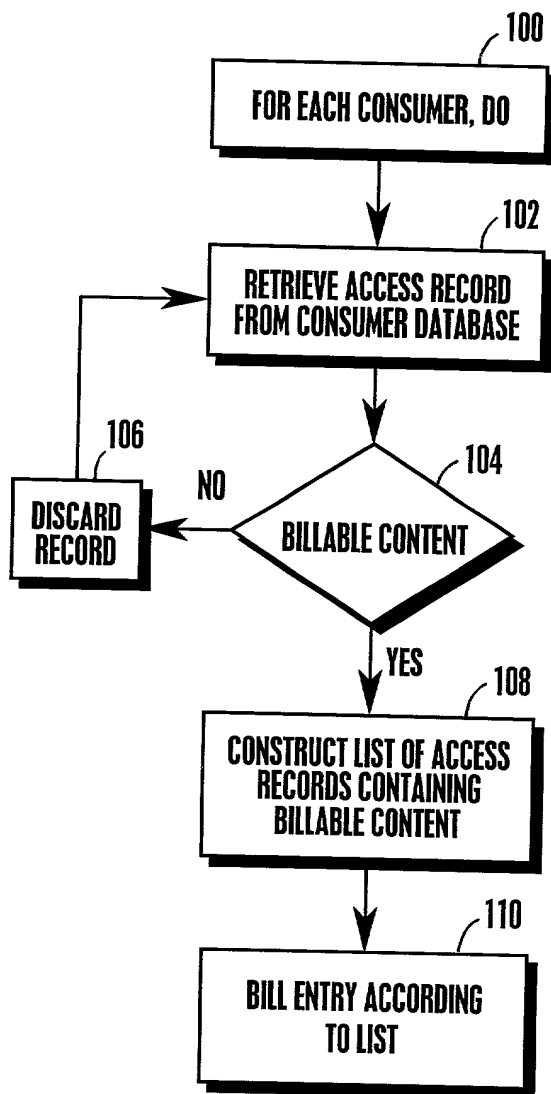 100
FOR EACH CONSUMER, DO
102
RETRIEVE ACCESS RECORD
FROM CONSUMER DATABASE
106
DISCARD
RECORD
NO
104
BILLABLE CONTENT
YES
108
CONSTRUCT LIST OF ACCESS
RECORDS CONTAINING
BILLABLE CONTENT
110
BILL ENTRY ACCORDING
TO LIST